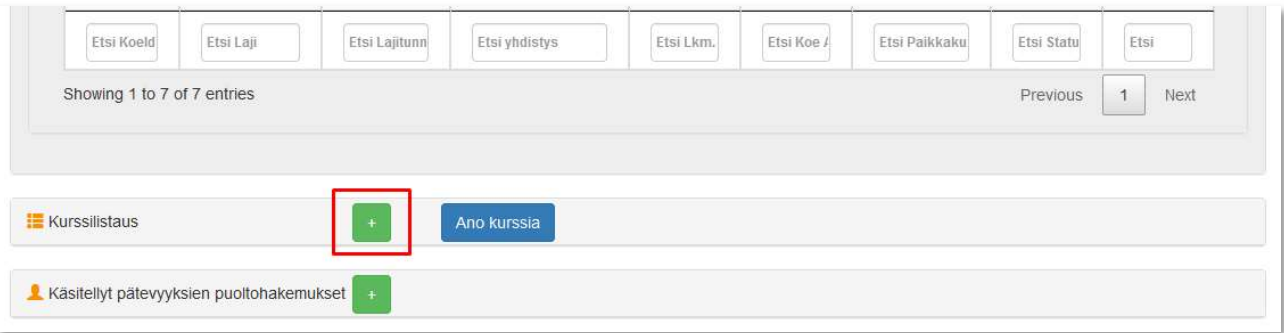 Etsi KoeId Etsi Laji Etsi Lajitunn Etsi yhdistys Etsi Lkm. Etsi Koe A Etsi Paikkaku Etsi Statu Etsi
Showing 1 to 7 of 7 entries Previous 1 Next
Kurssilistaus + Ano kurssia
Käsitellyt pätevyyksien puoltohakemukset +